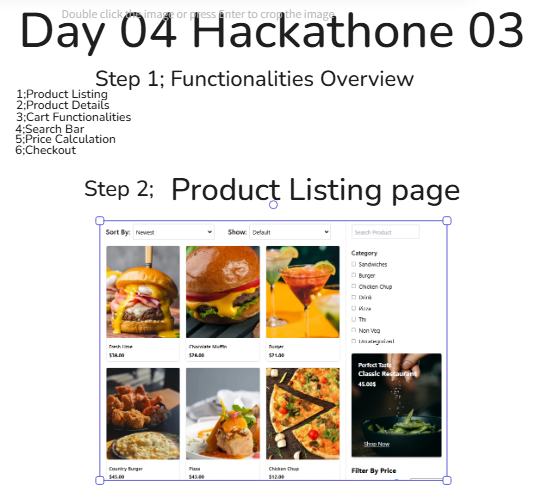 Double click the image or press Enter to crop the image
Day 04 Hackathone 03
Step 1; Functionalities Overview
1;Product Listing
2;Product Details
3;Cart Functionalities
4;Search Bar
5;Price Calculation
6;Checkout
Step 2; Product Listing page
Sort By: Newest Show: Default Search Product
Category
Sandwiches
Burger
Chicken Chup
Drink
Pizza
Thi
Non Veg
Uncategorized
Fresh Lime
$38.00
Chocolate Muffin
$28.00
Burger
$21.00
Perfect Taste
Classic Restaurant
45.00$
Shop Now
Country Burger
$45.00
Pizza
$43.00
Chicken Chup
$12.00
Filter By Price